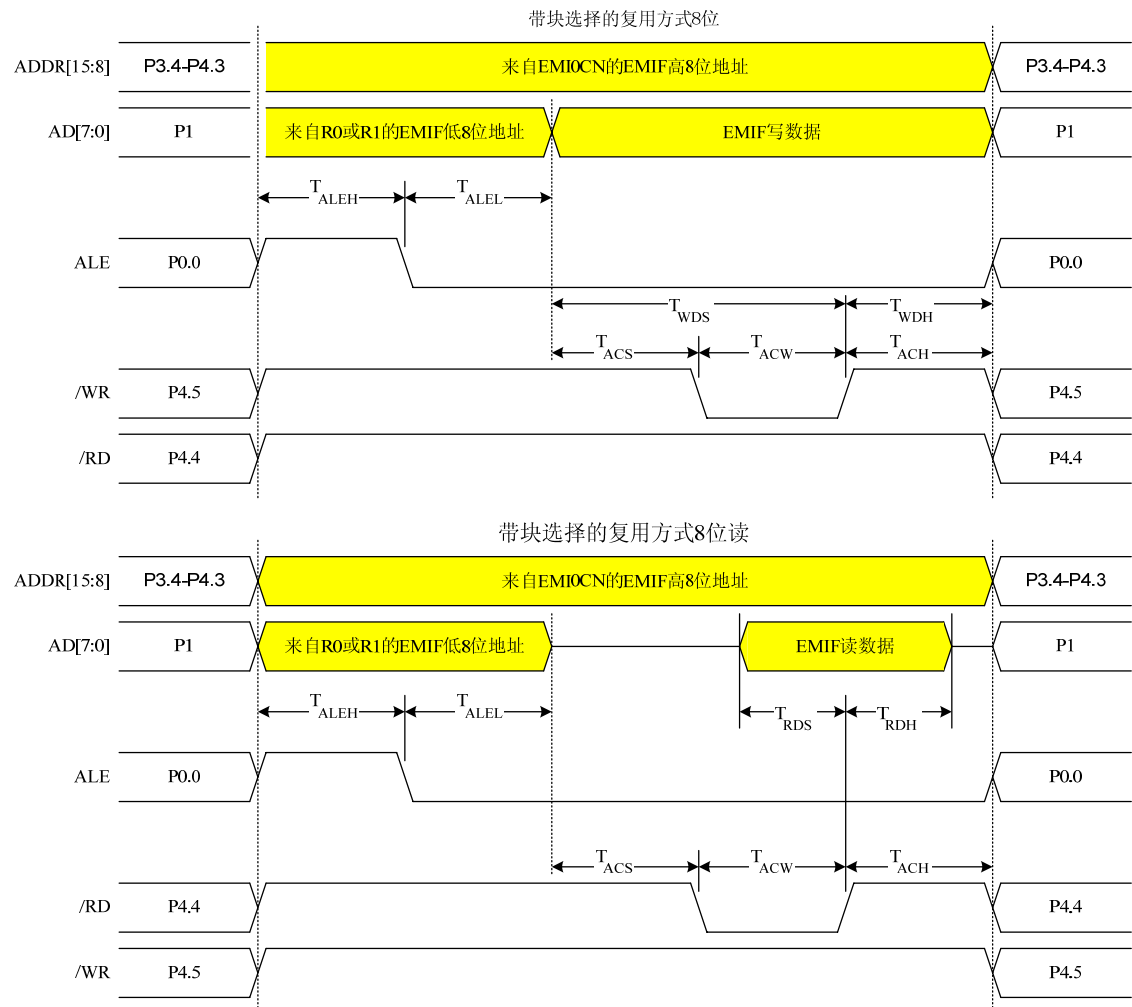 带块选择的复用方式8位
ADDR[15:8] P3.4-P4.3 来自EMI0CN的EMIF高8位地址 P3.4-P4.3
AD[7:0] P1 来自R0或R1的EMIF低8位地址 EMIF写数据 P1
TALEH TALEL
ALE P0.0 P0.0
TWDS TWDH
TACS TACW TACH
/WR P4.5 P4.5
/RD P4.4 P4.4
带块选择的复用方式8位读
ADDR[15:8] P3.4-P4.3 来自EMI0CN的EMIF高8位地址 P3.4-P4.3
AD[7:0] P1 来自R0或R1的EMIF低8位地址 EMIF读数据 P1
TALEH TALEL TRDS TRDH
ALE P0.0 P0.0
TACS TACW TACH
/RD P4.4 P4.4
/WR P4.5 P4.5